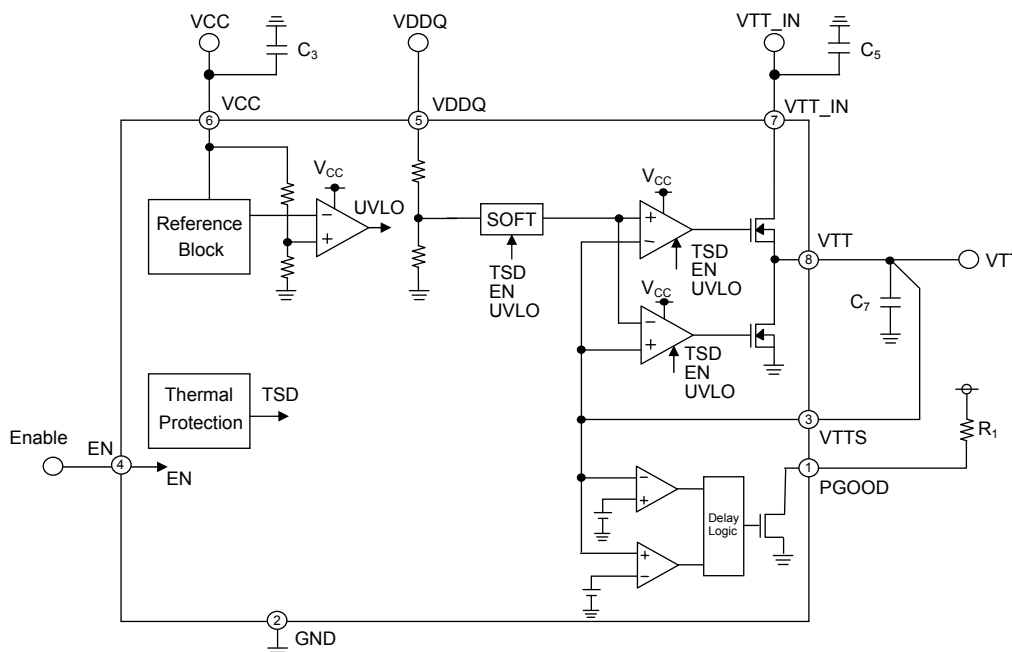 VCC
C3
VDDQ
VTT_IN
C5
VCC
6
VDDQ
5
VTT_IN
7
VCC
UVLO
Reference
Block
−
+
SOFT
TSD
EN
UVLO
VCC
+
−
TSD
EN
UVLO
VTT
8
VTT
C7
VCC
−
+
TSD
EN
UVLO
Thermal
Protection
TSD
3
VTTS
R1
Enable
EN
4
EN
1
PGOOD
−
+
Delay
Logic
+
−
2
GND